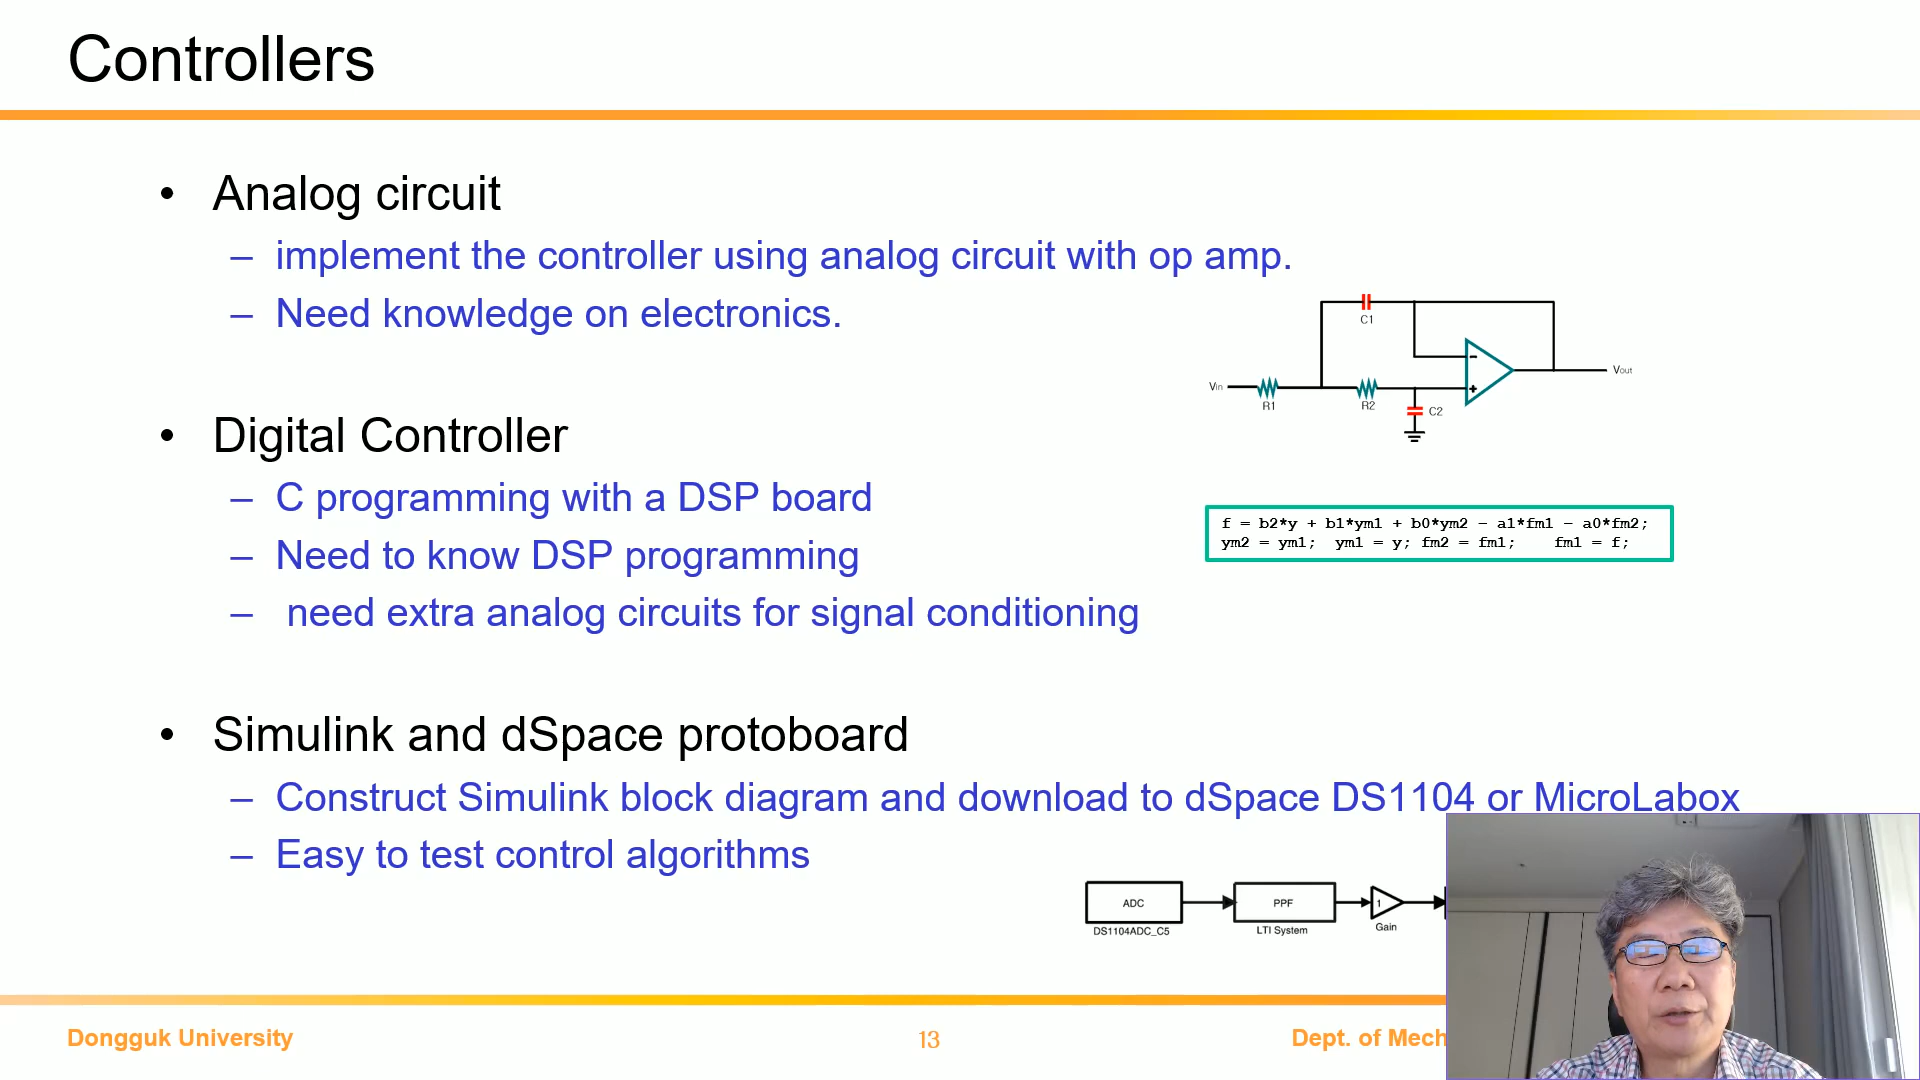 Controllers
• Analog circuit
– implement the controller using analog circuit with op amp.
– Need knowledge on electronics.
C1
Vin
R1
R2
C2
Vout
• Digital Controller
– C programming with a DSP board
– Need to know DSP programming
– need extra analog circuits for signal conditioning
f = b2*y + b1*ym1 + b0*ym2 - a1*fm1 - a0*fm2;
ym2 = ym1; ym1 = y; fm2 = fm1; fm1 = f;
• Simulink and dSpace protoboard
– Construct Simulink block diagram and download to dSpace DS1104 or MicroLabox
– Easy to test control algorithms
ADC
DS1104ADC_C5
PPF
LTI System
1
Gain
Dongguk University
13
Dept. of Mech